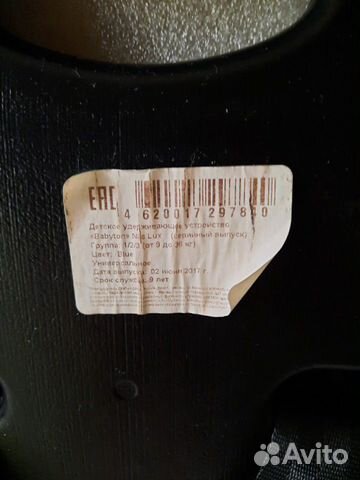 EAC
4 620017 297840
Детское удерживающее устройство
«Babyton» Nas Lux (серийный выпуск)
Группа: 1/2/3 (от 9 до 36 кг)
Цвет: Blue
Универсальное
Дата выпуска: 02 июня 2017 г.
Срок службы: 9 лет
Avito